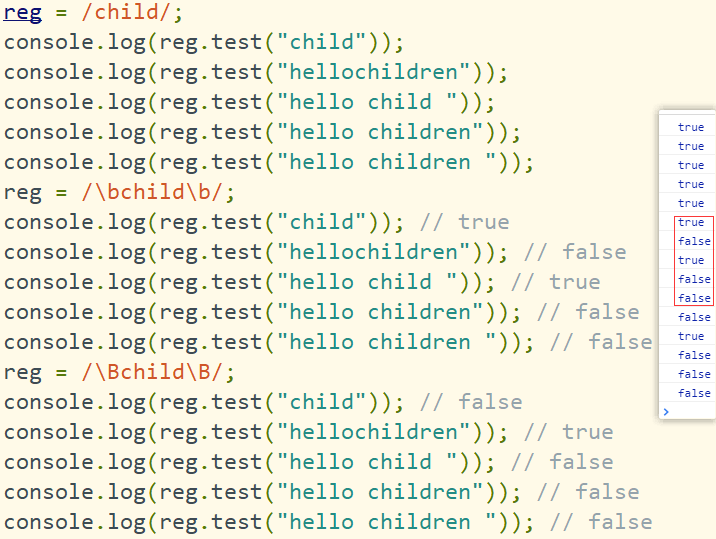 reg = /child/;
console.log(reg.test("child"));
console.log(reg.test("hellochildren"));
console.log(reg.test("hello child "));
console.log(reg.test("hello children"));
console.log(reg.test("hello children "));
reg = /\bchild\b/;
console.log(reg.test("child")); // true
console.log(reg.test("hellochildren")); // false
console.log(reg.test("hello child ")); // true
console.log(reg.test("hello children")); // false
console.log(reg.test("hello children ")); // false
reg = /\Bchild\B/;
console.log(reg.test("child")); // false
console.log(reg.test("hellochildren")); // true
console.log(reg.test("hello child ")); // false
console.log(reg.test("hello children")); // false
console.log(reg.test("hello children ")); // false
true
true
true
true
true
true
false
true
false
false
false
true
false
false
false
>